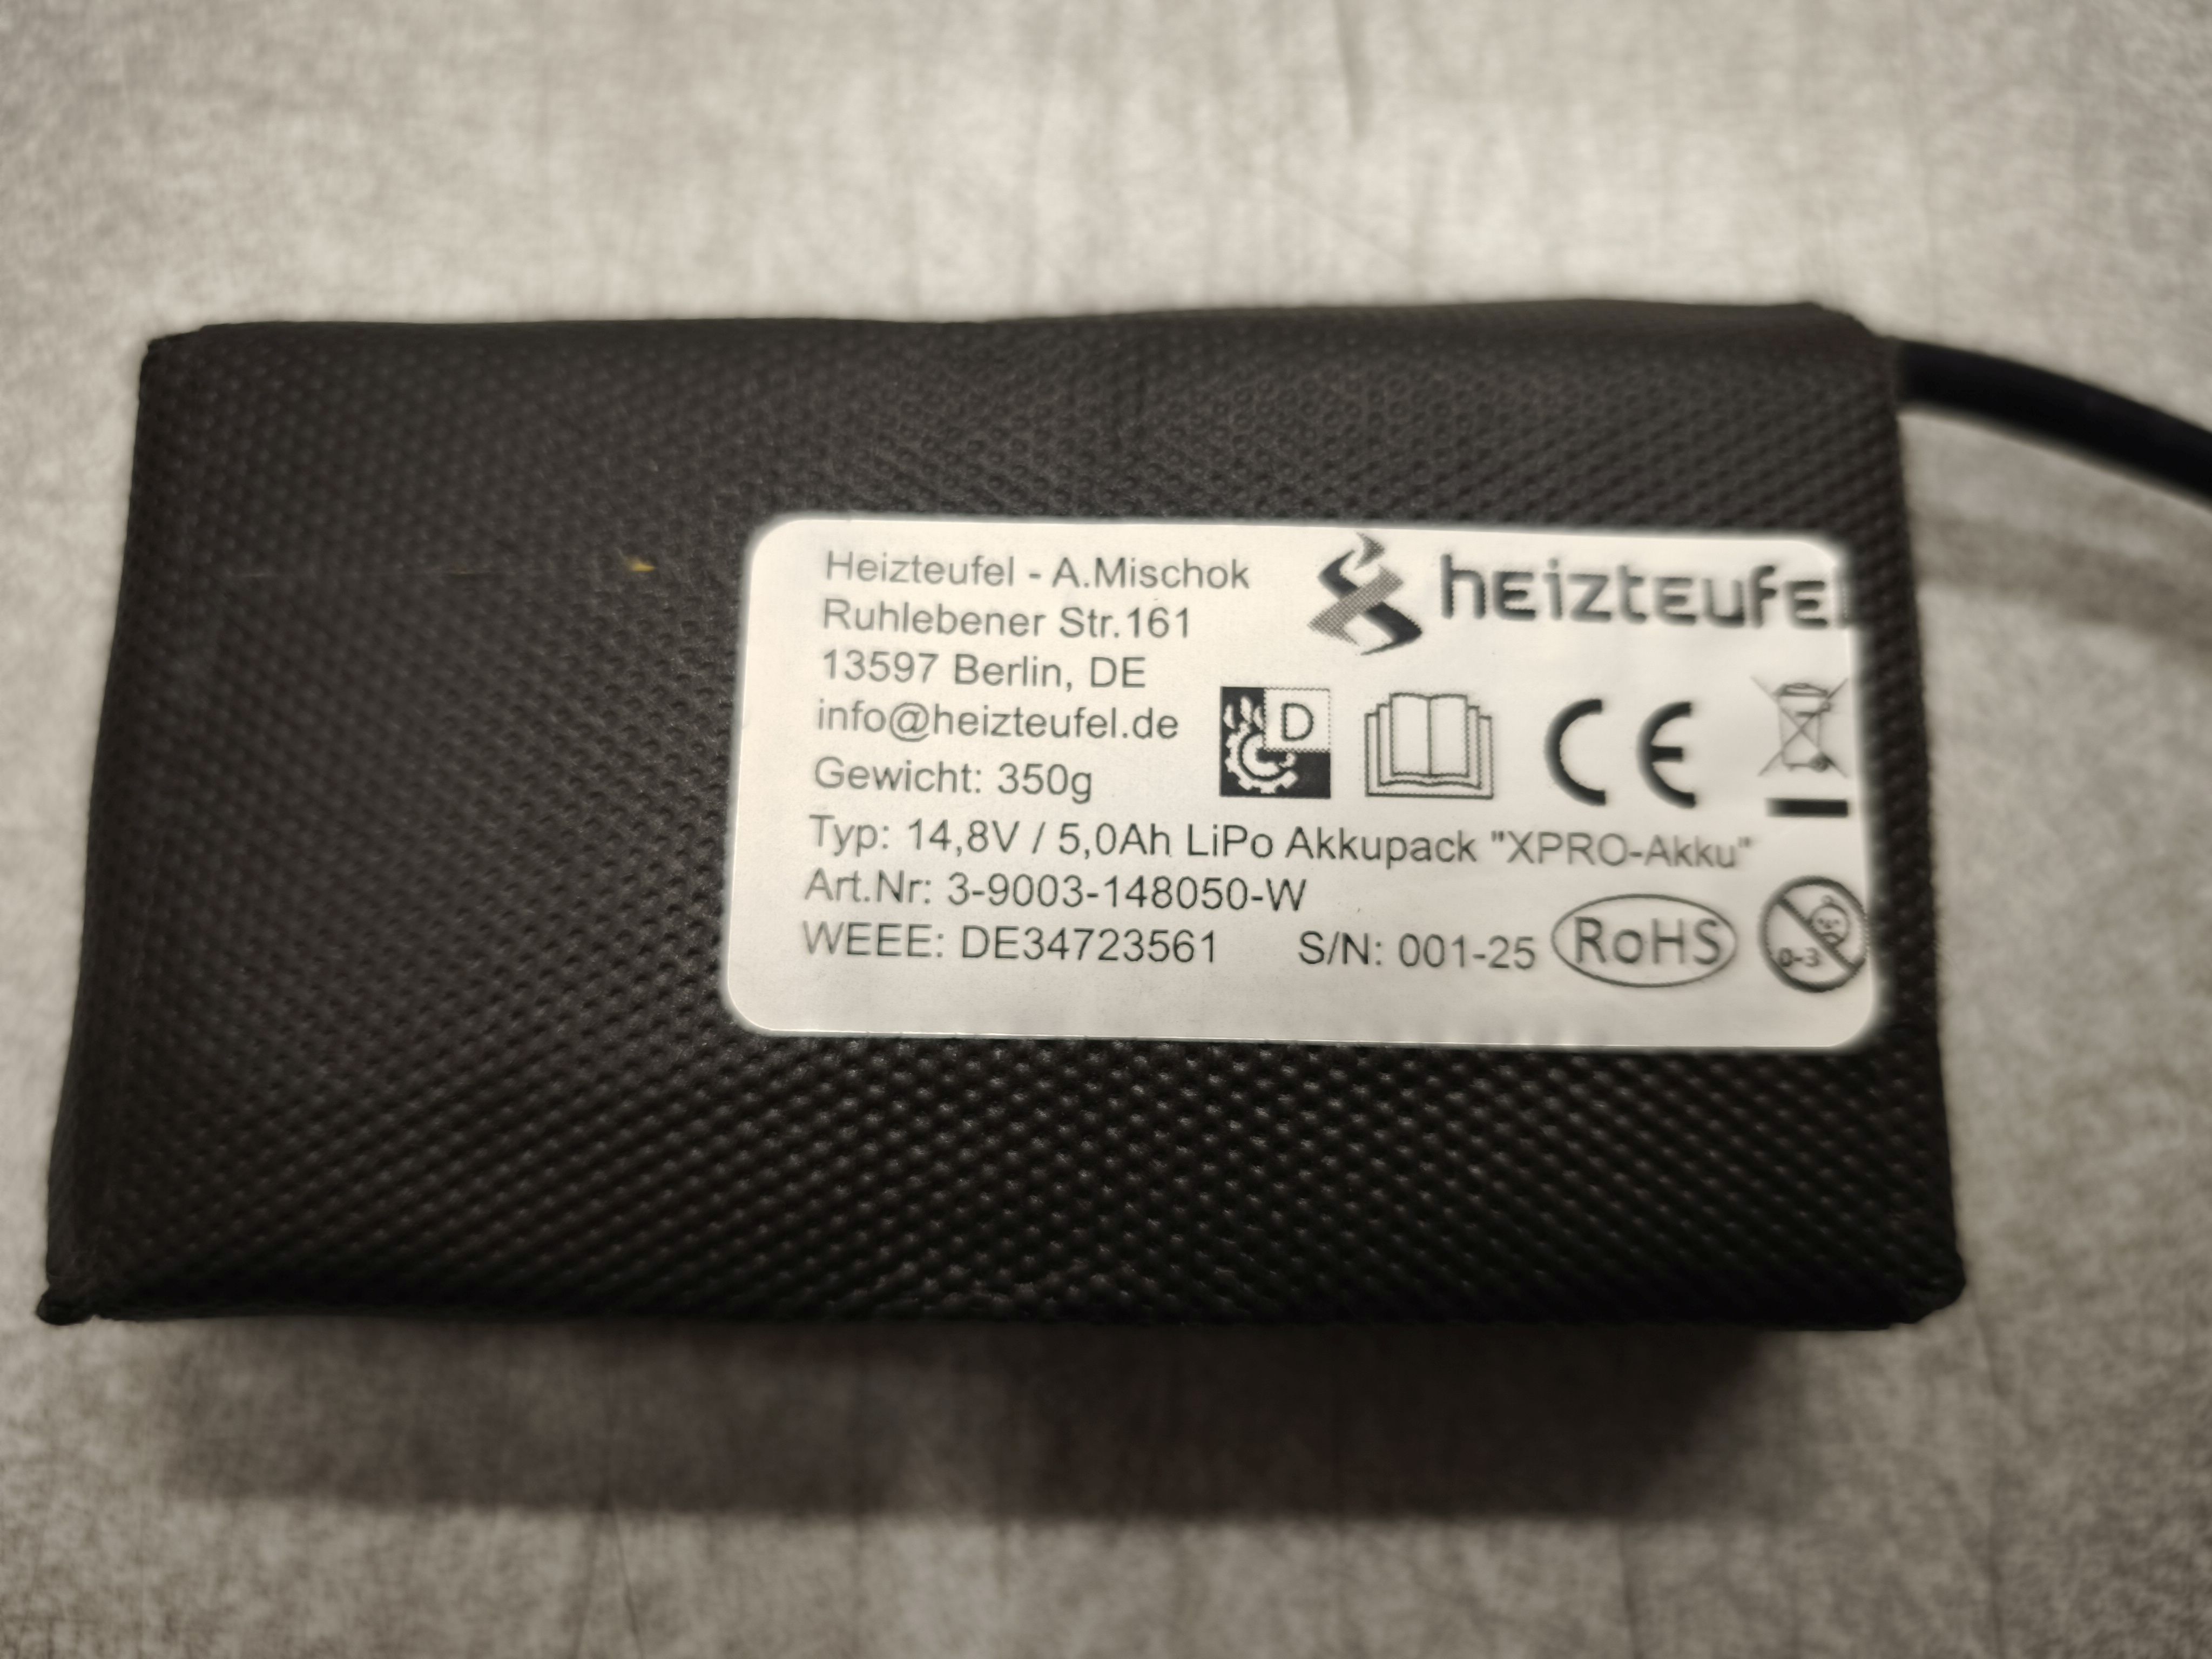 Heizteufel - A.Mischok
heizteufel
Ruhlebener Str.161
13597 Berlin, DE
info@heizteufel.de
D
CE
Gewicht: 350g
Typ: 14,8V / 5,0Ah LiPo Akkupack "XPRO-Akku"
Art.Nr: 3-9003-148050-W
WEEE: DE34723561 S/N: 001-25 RoHS
0-3